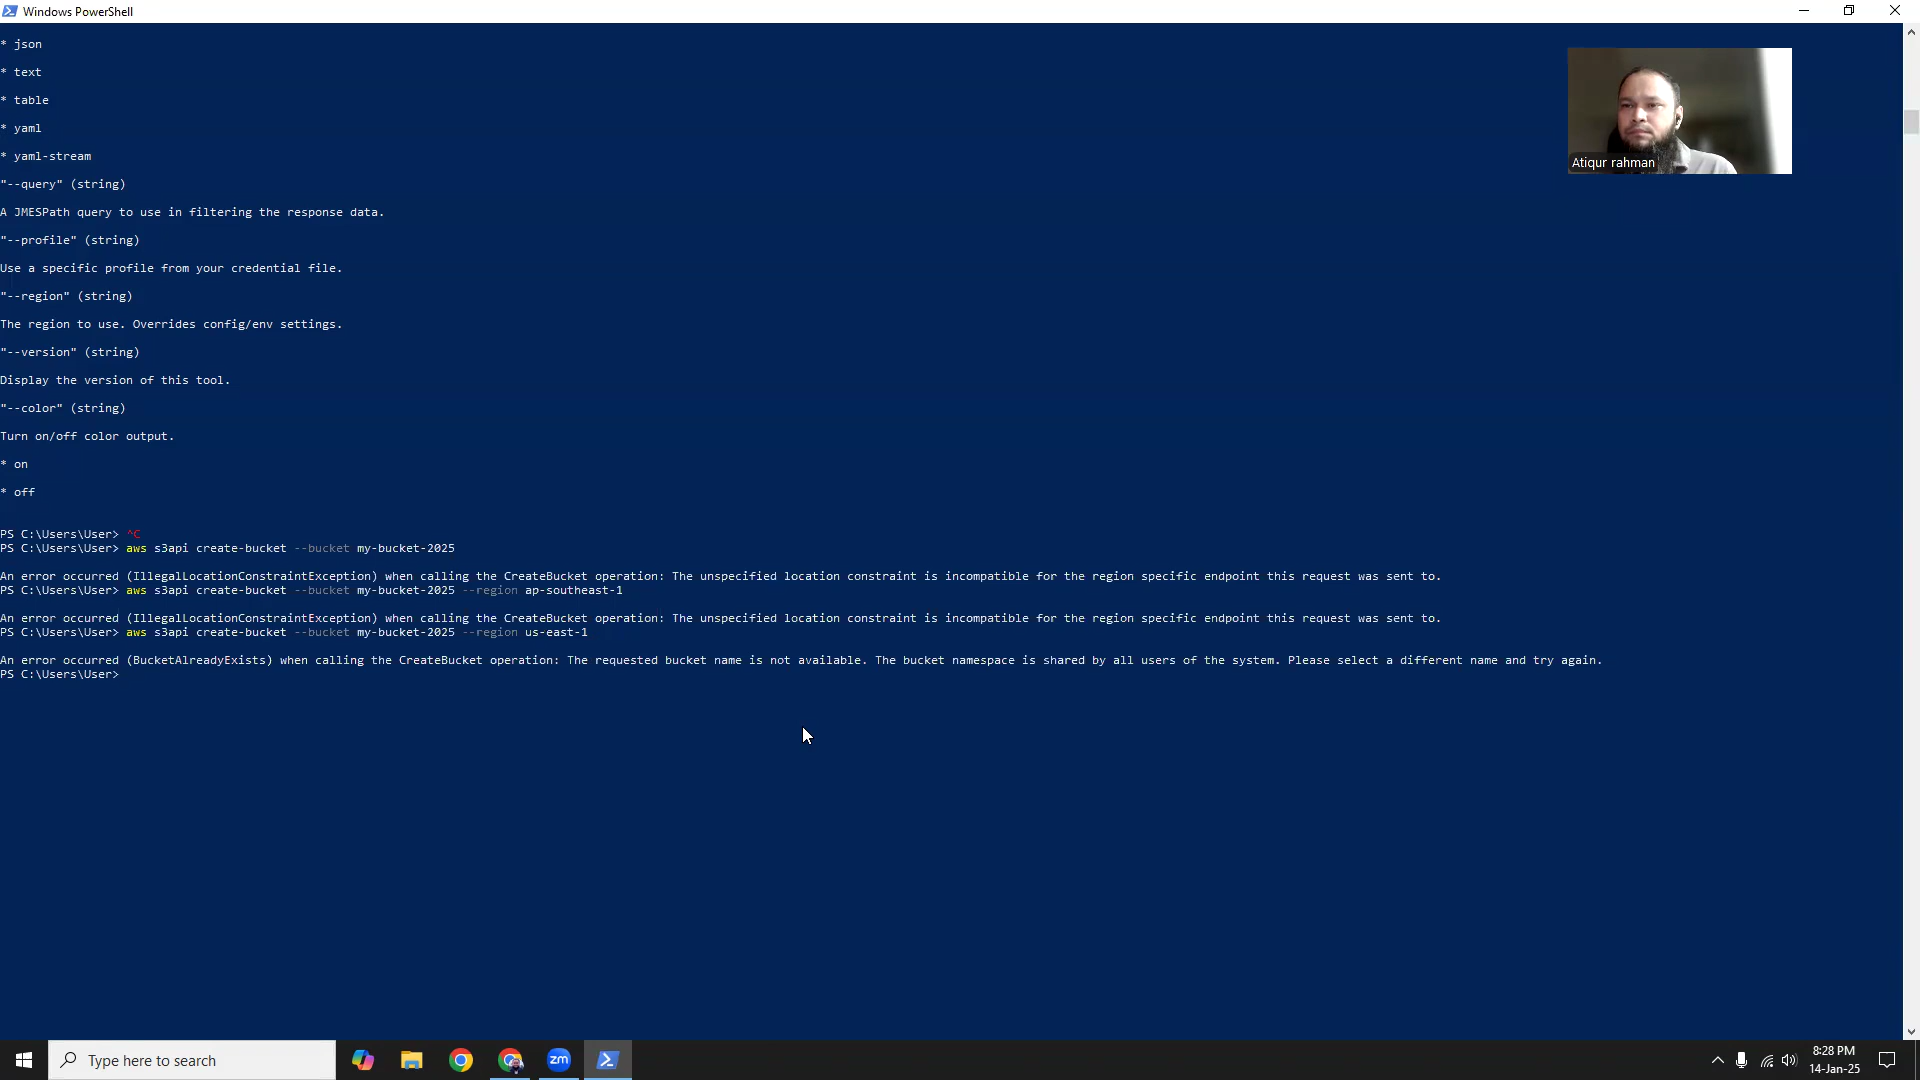 Windows PowerShell
* json
* text
* table
* yaml
* yaml-stream
"--query" (string)
A JMESPath query to use in filtering the response data.
"--profile" (string)
Use a specific profile from your credential file.
"--region" (string)
The region to use. Overrides config/env settings.
"--version" (string)
Display the version of this tool.
"--color" (string)
Turn on/off color output.
* on
* off
PS C:\Users\User> ^C
PS C:\Users\User> aws s3api create-bucket --bucket my-bucket-2025
An error occurred (IllegalLocationConstraintException) when calling the CreateBucket operation: The unspecified location constraint is incompatible for the region specific endpoint this request was sent to.
PS C:\Users\User> aws s3api create-bucket --bucket my-bucket-2025 --region ap-southeast-1
An error occurred (IllegalLocationConstraintException) when calling the CreateBucket operation: The unspecified location constraint is incompatible for the region specific endpoint this request was sent to.
PS C:\Users\User> aws s3api create-bucket --bucket my-bucket-2025 --region us-east-1
An error occurred (BucketAlreadyExists) when calling the CreateBucket operation: The requested bucket name is not available. The bucket namespace is shared by all users of the system. Please select a different name and try again.
PS C:\Users\User>
Atiqur rahman
Type here to search
zm
8:28 PM
14-Jan-25